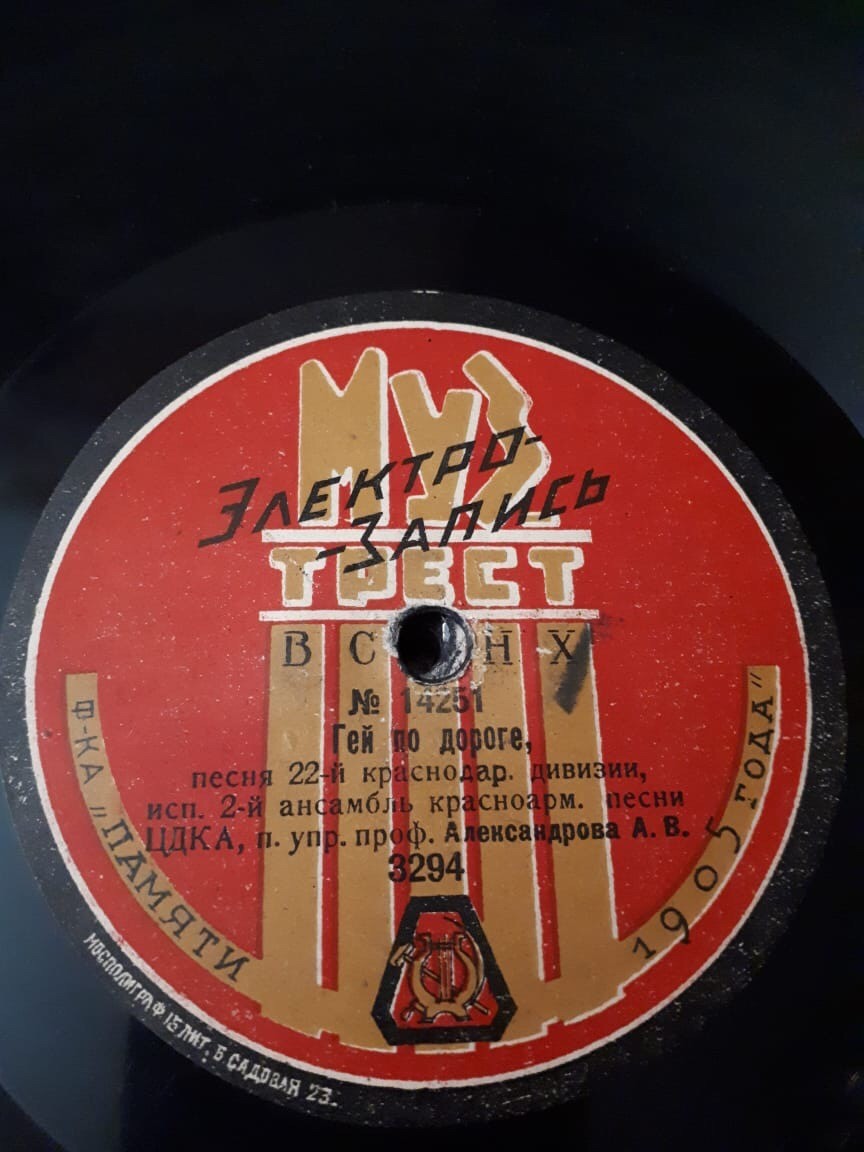 МУЗ
ЭЛЕКТРО-
-ЗАПИСЬ
ТРЕСТ
ВСНХ
№ 14251
Гей по дороге,
песня 22-й краснодар. дивизии,
исп. 2-й ансамбль красноарм. песни
ЦДКА, п. упр. проф. Александрова А. В.
3294
Ф-КА „ПАМЯТИ
1905 ГОДА"
МОСПОЛИГРАФ 13 ЛИТ. Б САДОВАЯ 23.